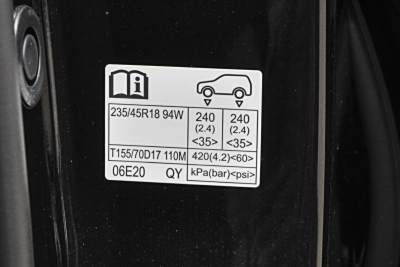 i
235/45R18 94W 240 240
(2.4) (2.4)
<35> <35>
T155/70D17 110M 420(4.2)<60>
06E20 QY kPa(bar)<psi>